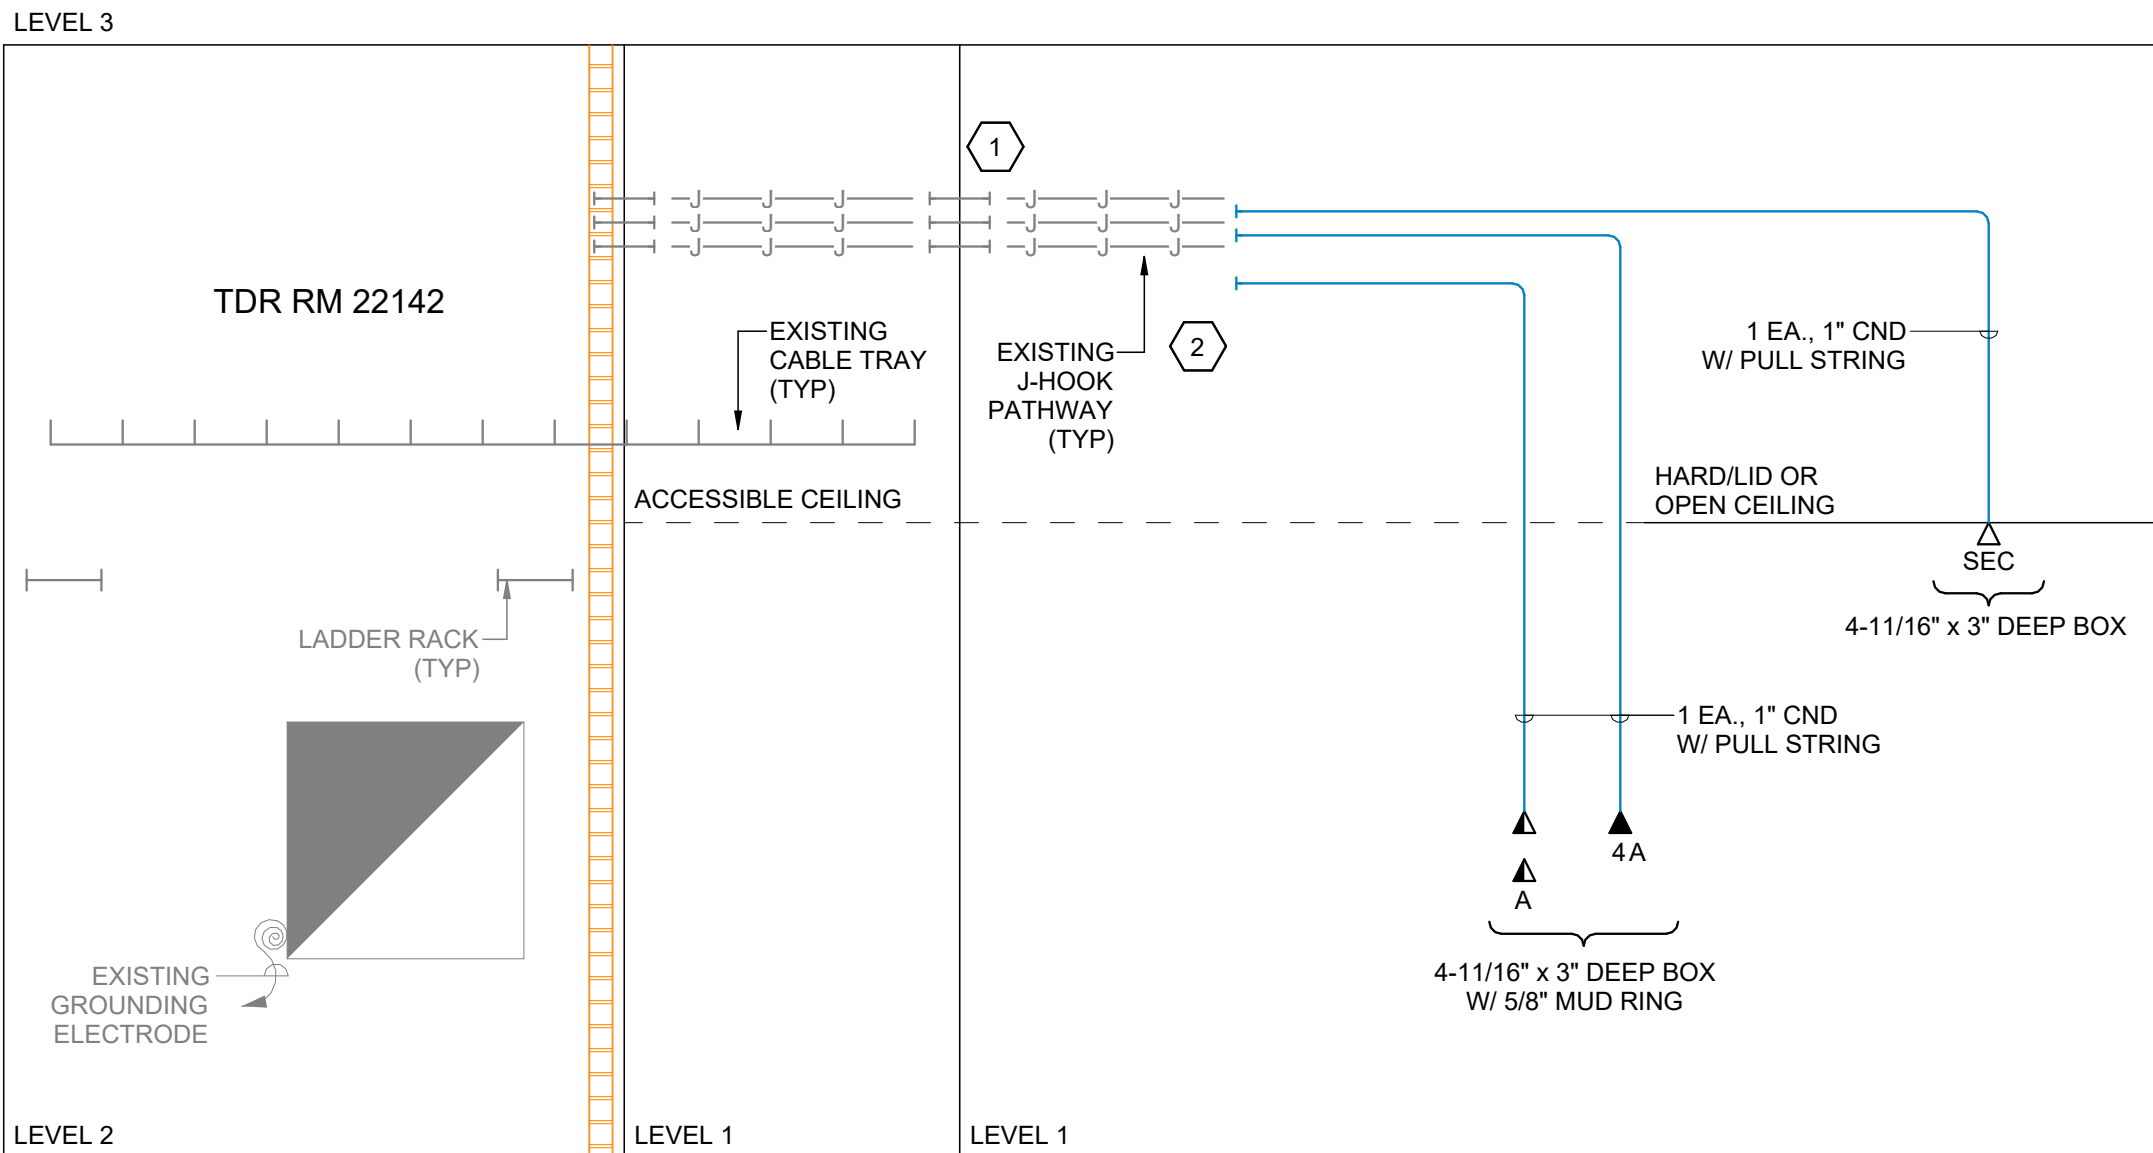 LEVEL 3
1
TDR RM 22142
EXISTING
CABLE TRAY
(TYP)
EXISTING
J-HOOK
PATHWAY
(TYP)
2
1 EA., 1" CND
W/ PULL STRING
J J J J J J
J J J J J J
J J J J J J
ACCESSIBLE CEILING
HARD/LID OR
OPEN CEILING
SEC
4-11/16" x 3" DEEP BOX
LADDER RACK
(TYP)
1 EA., 1" CND
W/ PULL STRING
4A
A
4-11/16" x 3" DEEP BOX
W/ 5/8" MUD RING
EXISTING
GROUNDING
ELECTRODE
LEVEL 2
LEVEL 1
LEVEL 1